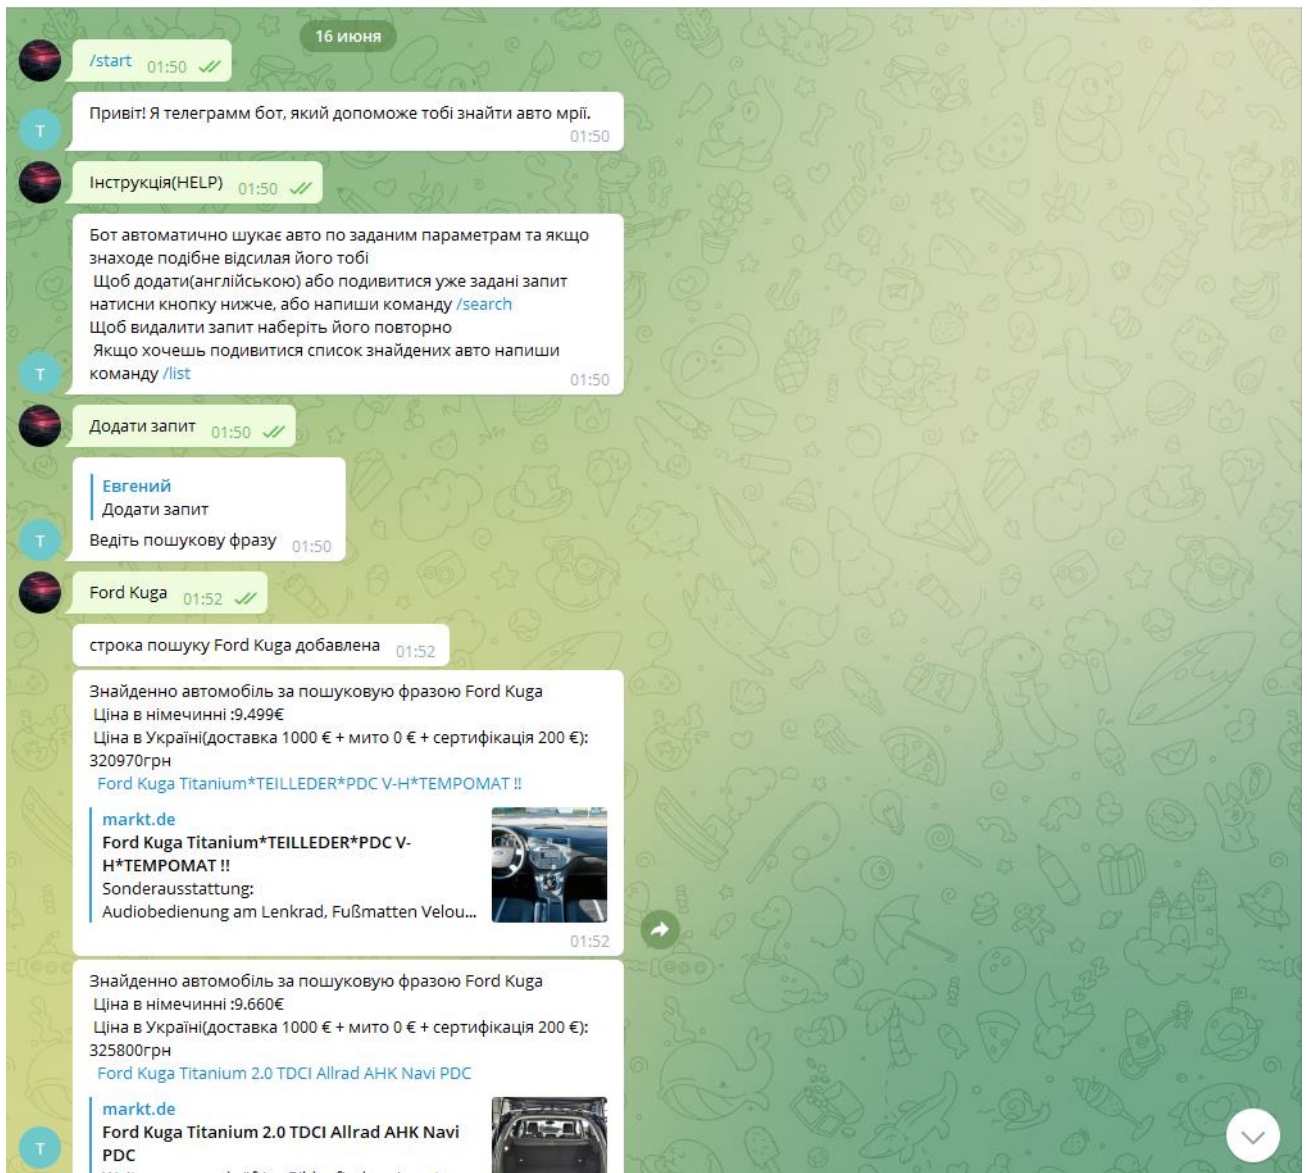 16 июня
/start 01:50
Привіт! Я телеграмм бот, який допоможе тобі знайти авто мрії.
01:50
Т
Інструкція(HELP) 01:50
Бот автоматично шукає авто по заданим параметрам та якщо
знаходе подібне відсилая його тобі
Щоб додати(англійською) або подивитися уже задані запит
натисни кнопку нижче, або напиши команду /search
Щоб видалити запит наберіть його повторно
Якщо хочешь подивитися список знайдених авто напиши
команду /list
01:50
Т
Додати запит 01:50
Евгений
Додати запит
Ведіть пошукову фразу 01:50
Т
Ford Kuga 01:52
строка пошуку Ford Kuga добавлена 01:52
Знайденно автомобіль за пошуковую фразою Ford Kuga
Ціна в німечинні :9.499€
Ціна в Україні(доставка 1000 € + мито 0 € + сертифікація 200 €):
320970грн
Ford Kuga Titanium*TEILLEDER*PDC V-H*TEMPOMAT !!
markt.de
Ford Kuga Titanium*TEILLEDER*PDC V-
H*TEMPOMAT !!
Sonderausstattung:
Audiobedienung am Lenkrad, Fußmatten Velou...
01:52
Знайденно автомобіль за пошуковую фразою Ford Kuga
Ціна в німечинні :9.660€
Ціна в Україні(доставка 1000 € + мито 0 € + сертифікація 200 €):
325800грн
Ford Kuga Titanium 2.0 TDCI Allrad AHK Navi PDC
markt.de
Ford Kuga Titanium 2.0 TDCI Allrad AHK Navi
PDC
Т